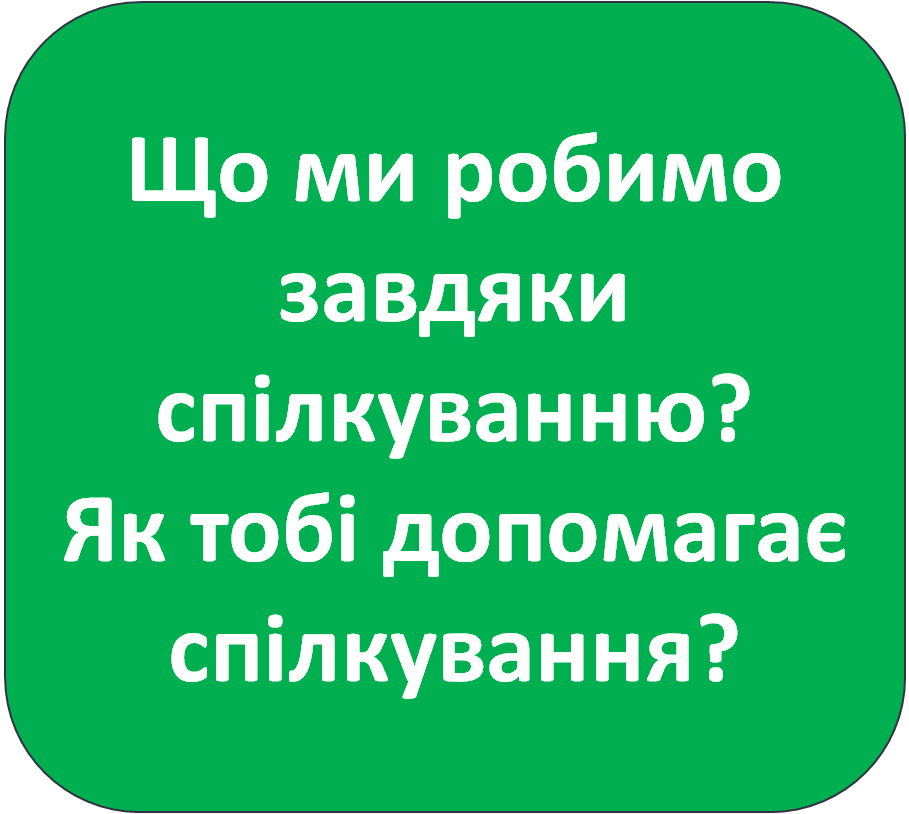 Що ми робимо
завдяки
спілкуванню?
Як тобі допомагає
спілкування?